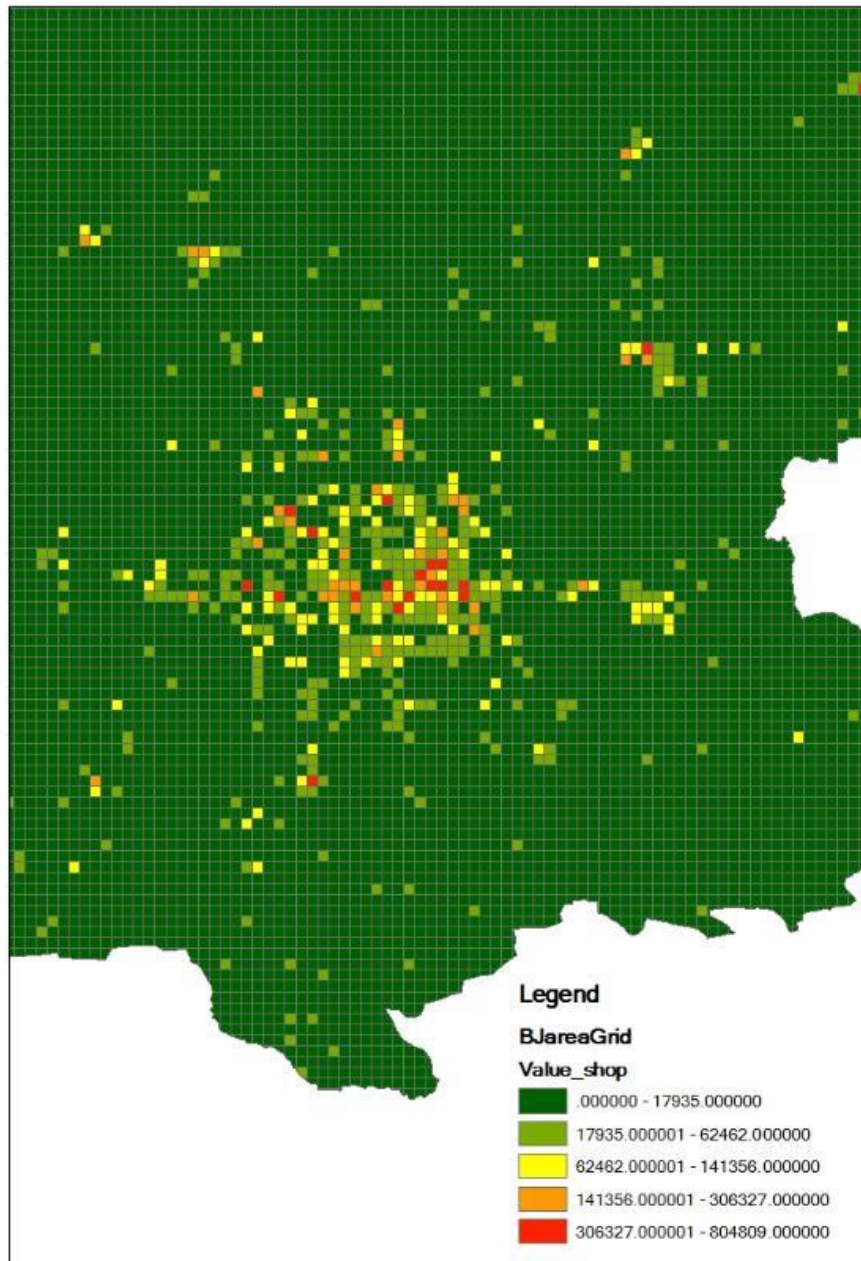 Legend
BJareaGrid
Value_shop
.000000 - 17935.000000
17935.000001 - 62462.000000
62462.000001 - 141356.000000
141356.000001 - 306327.000000
306327.000001 - 804809.000000